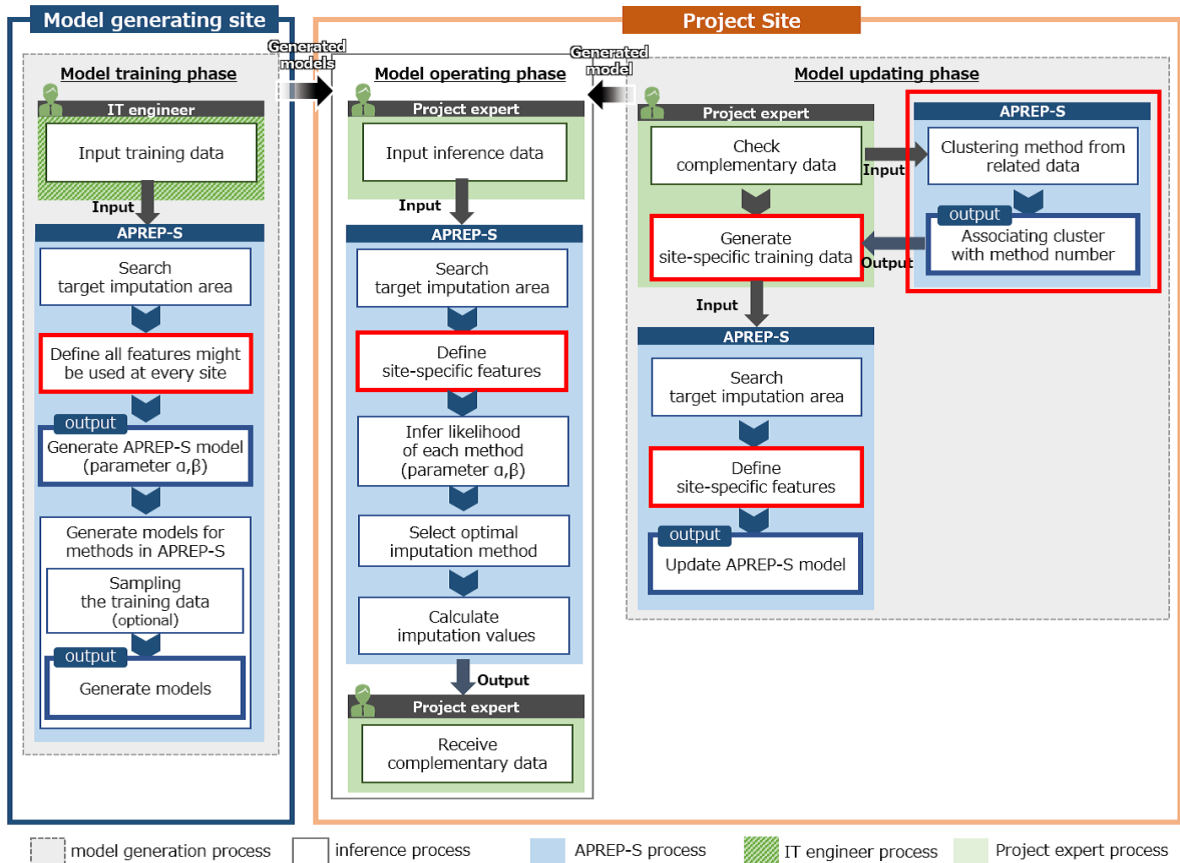 Model generating site
Project Site
Generated
models
Generated
model
Model training phase
IT engineer
Input training data
Input
APREP-S
Search
target imputation area
Define all features might
be used at every site
output
Generate APREP-S model
(parameter α,β)
Generate models for
methods in APREP-S
Sampling
the training data
(optional)
output
Generate models
Model operating phase
Project expert
Input inference data
Input
APREP-S
Search
target imputation area
Define
site-specific features
Infer likelihood
of each method
(parameter α,β)
Select optimal
imputation method
Calculate
imputation values
Output
Project expert
Receive
complementary data
Model updating phase
Project expert
Check
complementary data
Input
APREP-S
Clustering method from
related data
output
Associating cluster
with method number
Output
Generate
site-specific training data
Input
APREP-S
Search
target imputation area
Define
site-specific features
output
Update APREP-S model
model generation process
inference process
APREP-S process
IT engineer process
Project expert process